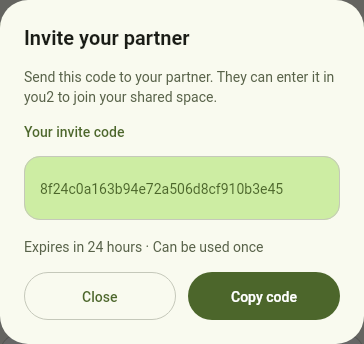 Invite your partner
Send this code to your partner. They can enter it in
you2 to join your shared space.
Your invite code
8f24c0a163b94e72a506d8cf910b3e45
Expires in 24 hours · Can be used once
Close
Copy code